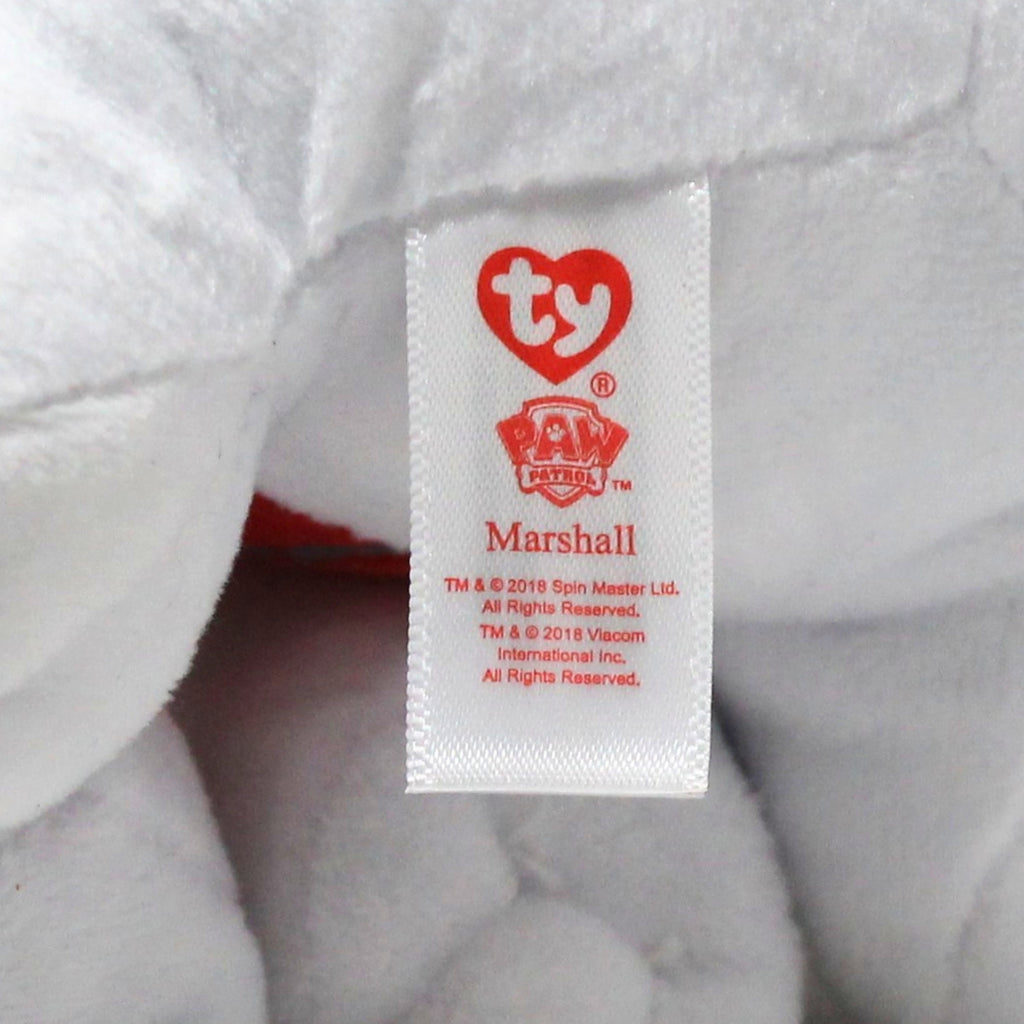 ty
®
PAW
PATROL ™
Marshall
TM & © 2018 Spin Master Ltd.
All Rights Reserved.
TM & © 2018 Viacom
International Inc.
All Rights Reserved.